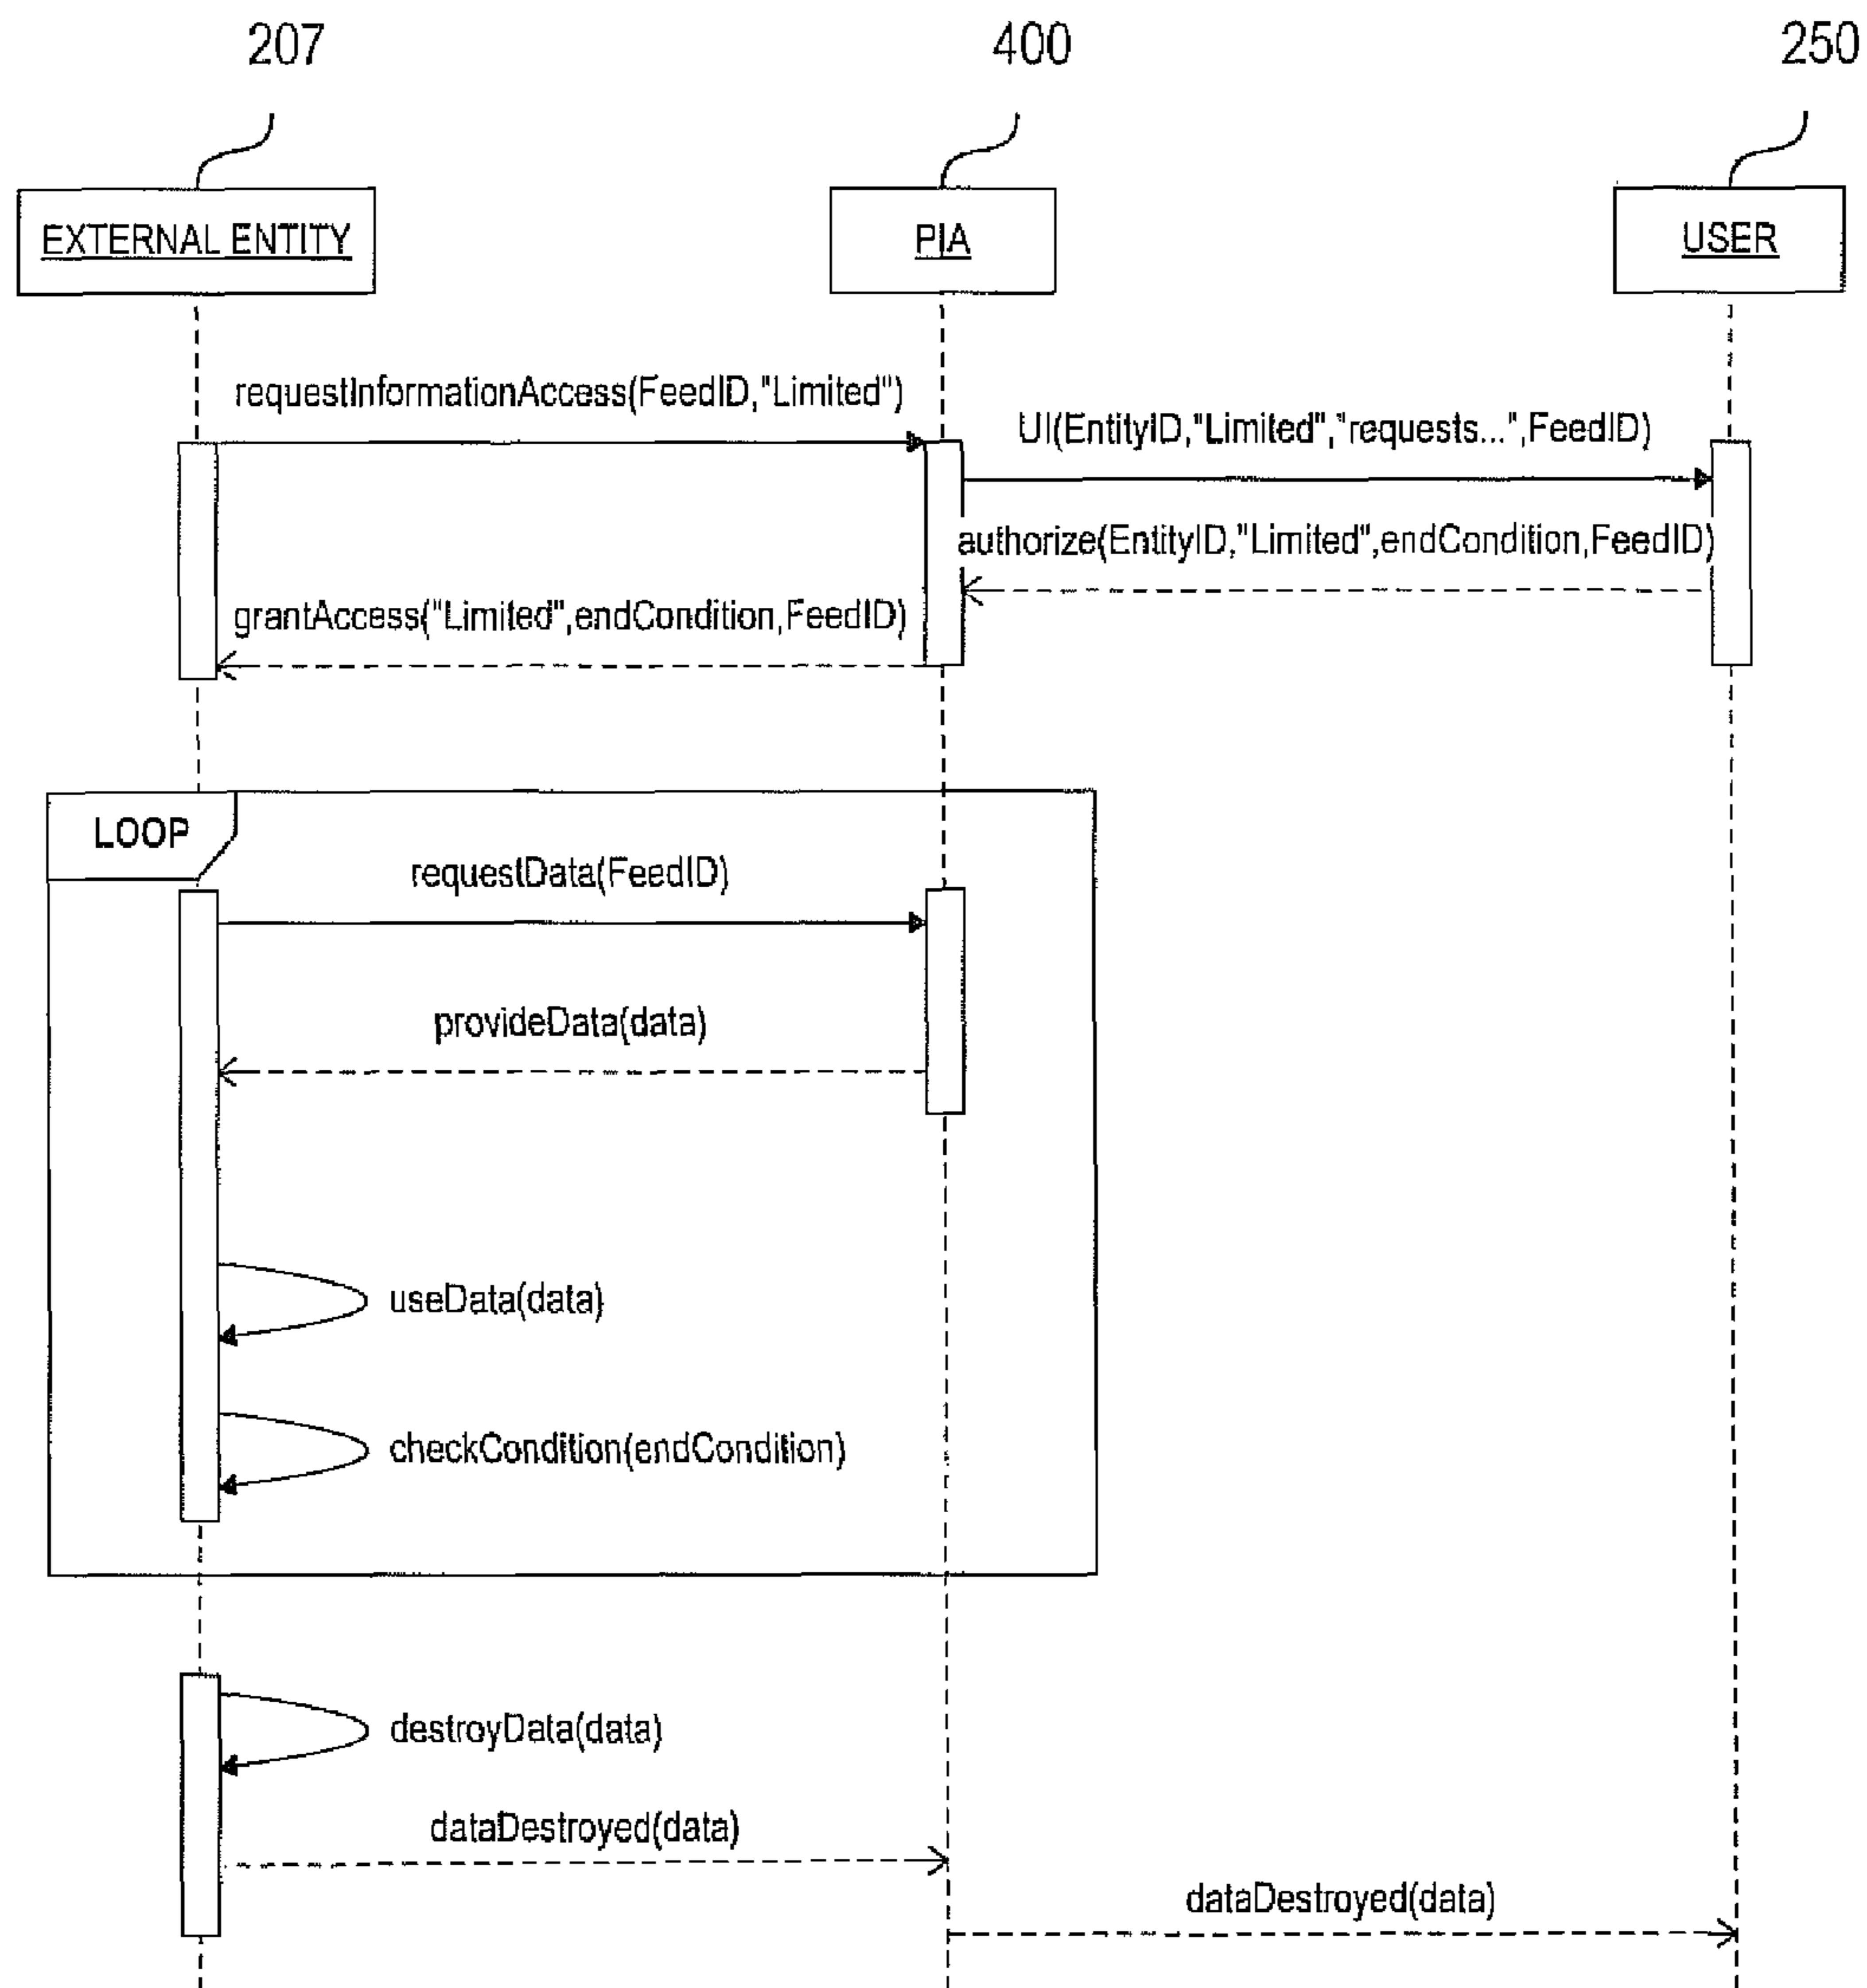 207
400
250
EXTERNAL ENTITY
PIA
USER
requestInformationAccess(FeedID,"Limited")
UI(EntityID,"Limited","requests...",FeedID)
authorize(EntityID,"Limited",endCondition,FeedID)
grantAccess("Limited",endCondition,FeedID)
LOOP
requestData(FeedID)
provideData(data)
useData(data)
checkCondition(endCondition)
destroyData(data)
dataDestroyed(data)
dataDestroyed(data)